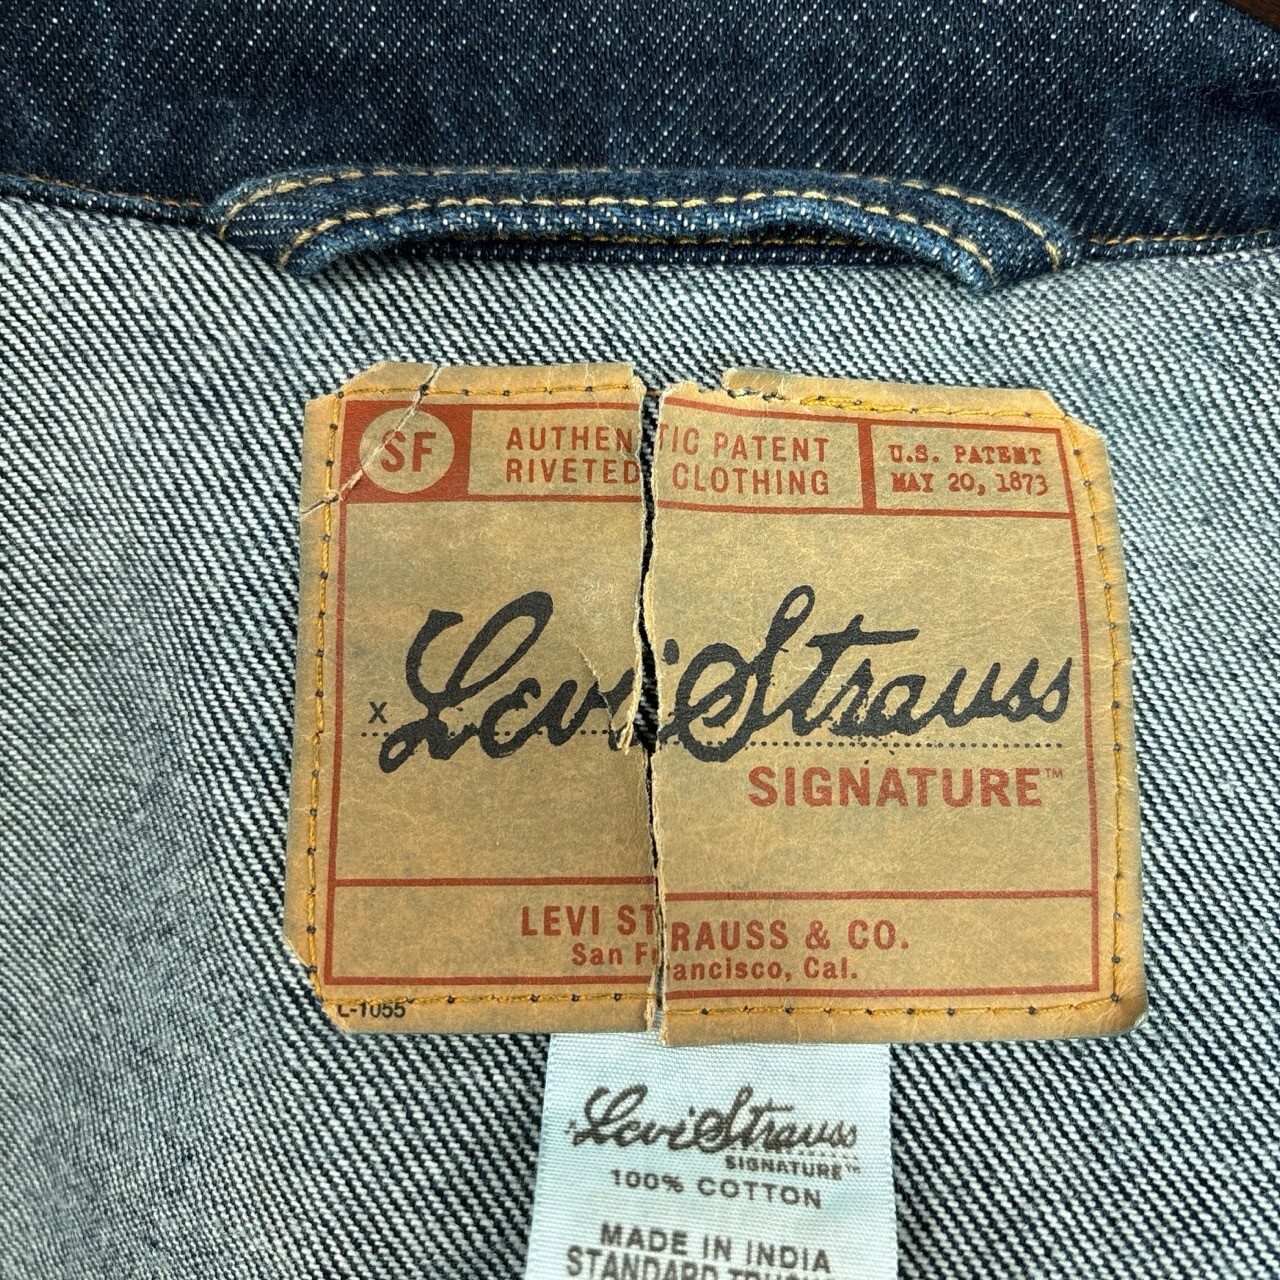 SF
AUTHENTIC PATENT
RIVETED CLOTHING
U.S. PATENT
MAY 20, 1873
x Levi Strauss
SIGNATURE™
LEVI STRAUSS & CO.
San Francisco, Cal.
L-1055
Levi Strauss
SIGNATURE™
100% COTTON
MADE IN INDIA
STANDARD